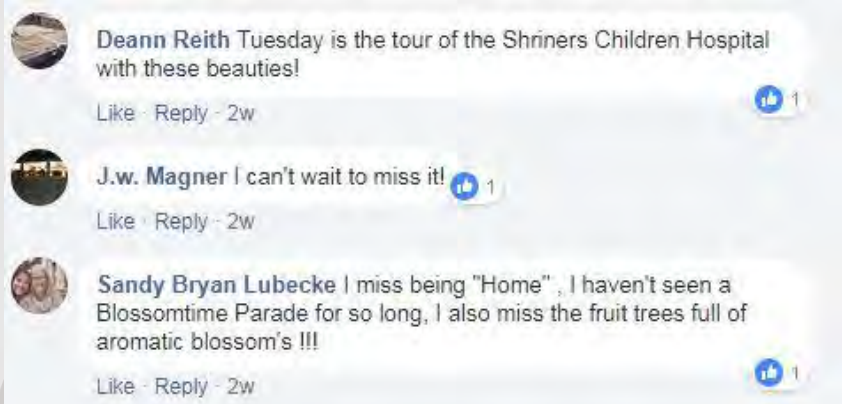 Deann Reith Tuesday is the tour of the Shriners Children Hospital
with these beauties!
1
Like · Reply · 2w
J.w. Magner I can't wait to miss it!
1
Like · Reply · 2w
Sandy Bryan Lubecke I miss being "Home" , I haven't seen a
Blossomtime Parade for so long, I also miss the fruit trees full of
aromatic blossom's !!!
1
Like · Reply · 2w